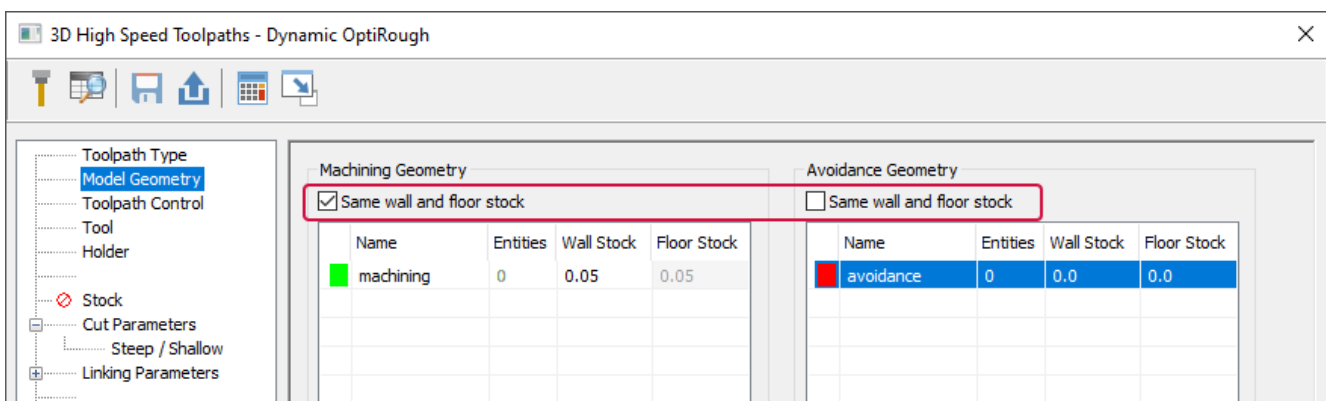 3D High Speed Toolpaths - Dynamic OptiRough
Toolpath Type
Model Geometry
Toolpath Control
Tool
Holder
Stock
Cut Parameters
Steep / Shallow
Linking Parameters
Machining Geometry
Same wall and floor stock
Name Entities Wall Stock Floor Stock
machining 0 0.05 0.05
Avoidance Geometry
Same wall and floor stock
Name Entities Wall Stock Floor Stock
avoidance 0 0.0 0.0